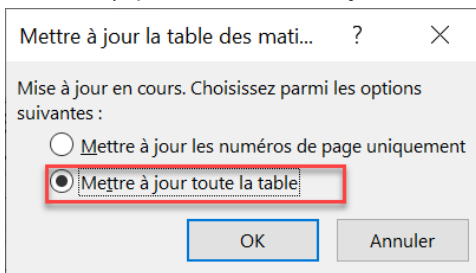 Mettre à jour la table des mati... ?
Mise à jour en cours. Choisissez parmi les options
suivantes :
Mettre à jour les numéros de page uniquement
Mettre à jour toute la table
OK Annuler